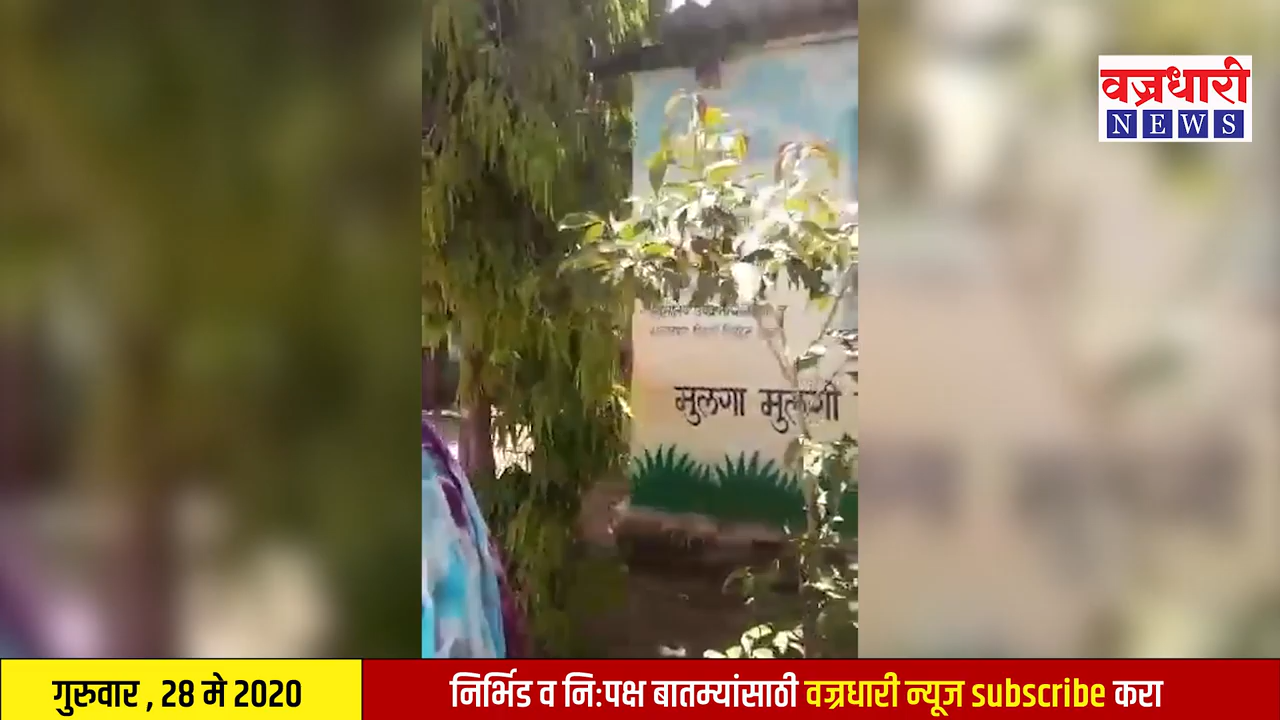 वज्रधारी
NEWS
मुलगा मुलगी
गुरुवार , 28 मे 2020
निर्भिड व नि:पक्ष बातम्यांसाठी वज्रधारी न्यूज subscribe करा